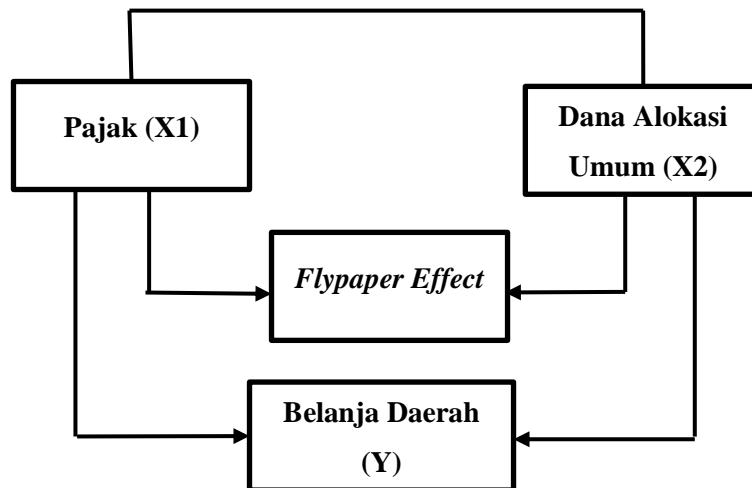 Pajak (X1)
Dana Alokasi
Umum (X2)
Flypaper Effect
Belanja Daerah
(Y)